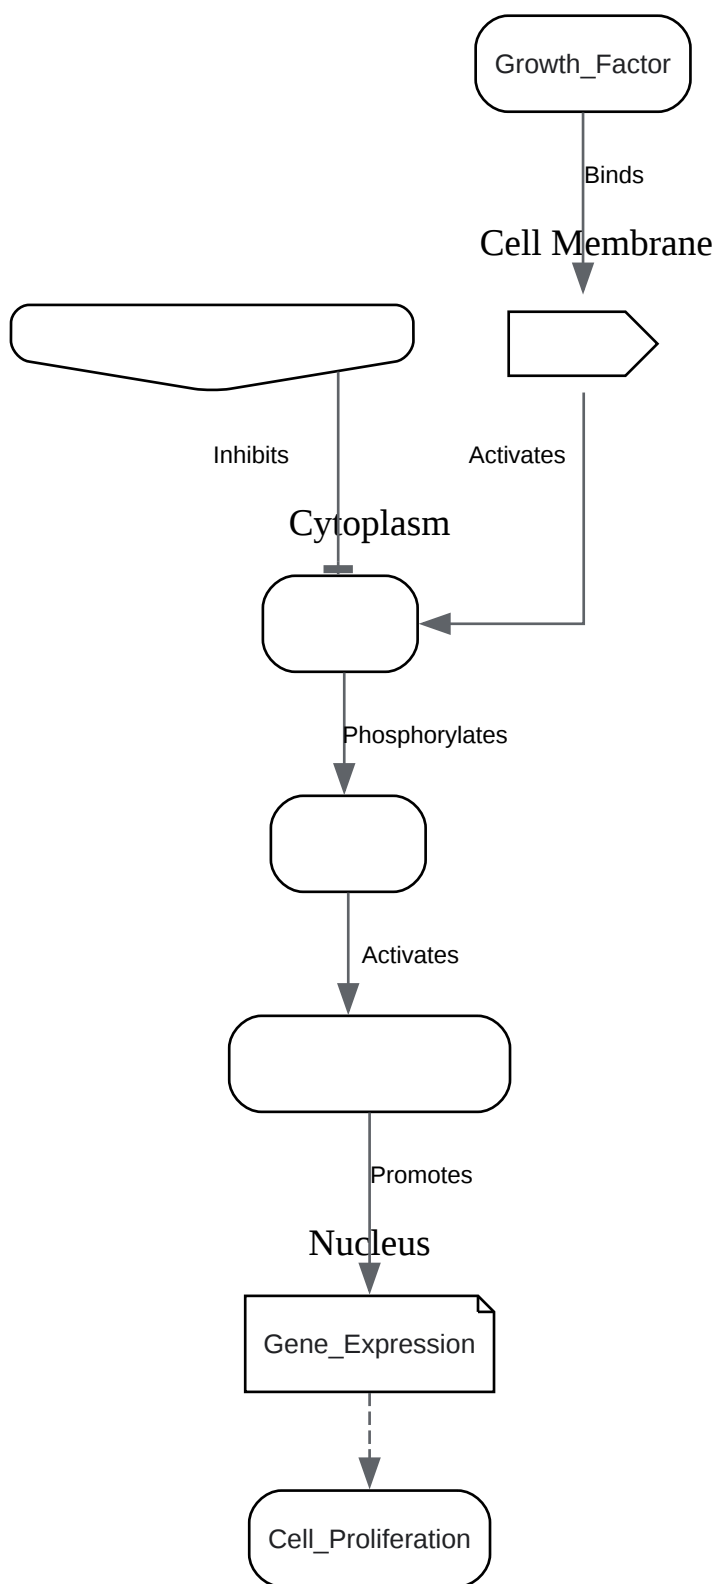 Growth_Factor
Binds
Cell Membrane
Inhibits
Activates
Cytoplasm
Phosphorylates
Activates
Promotes
Nucleus
Gene_Expression
Cell_Proliferation